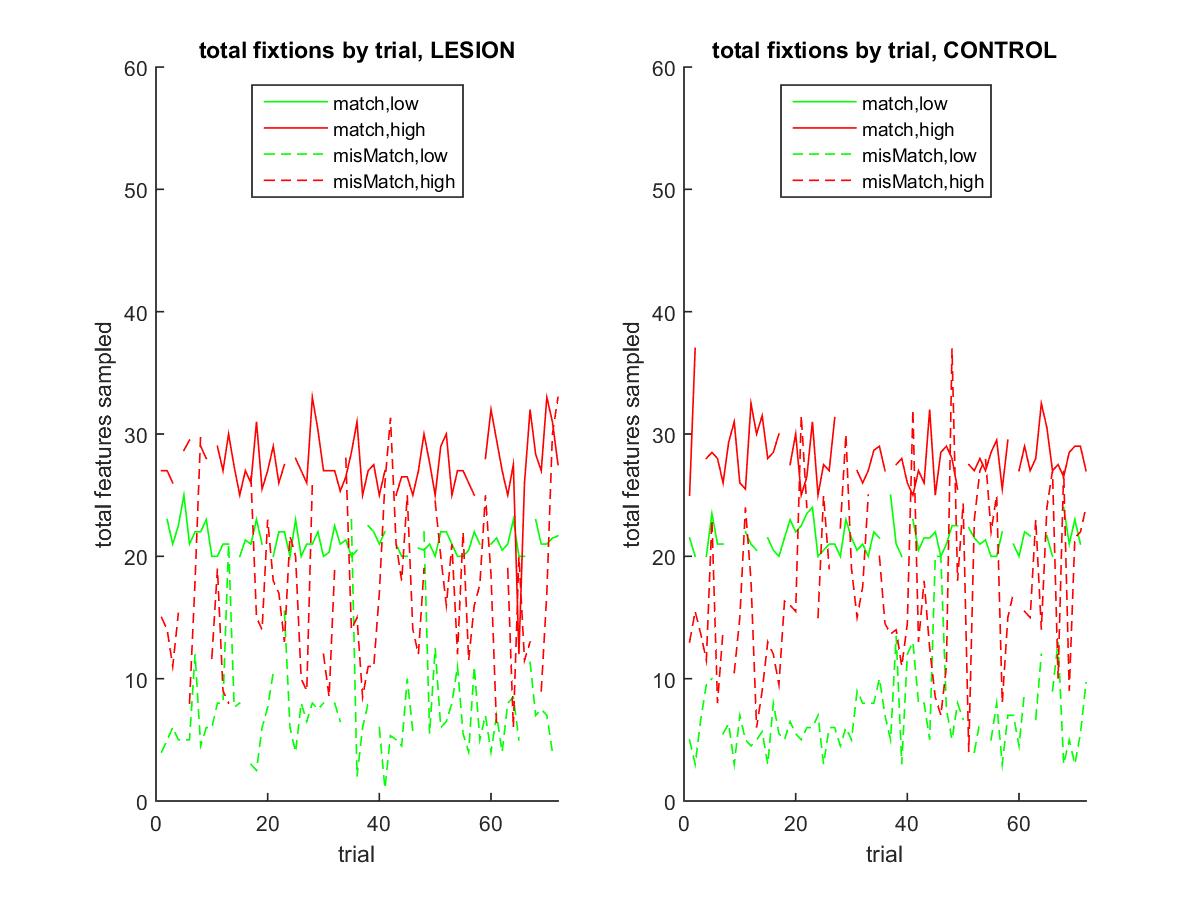 total fixtions by trial, LESION
60
50
40
30
20
10
0
total features sampled
match,low
match,high
misMatch,low
misMatch,high
0 20 40 60
trial
total fixtions by trial, CONTROL
60
50
40
30
20
10
0
total features sampled
match,low
match,high
misMatch,low
misMatch,high
0 20 40 60
trial